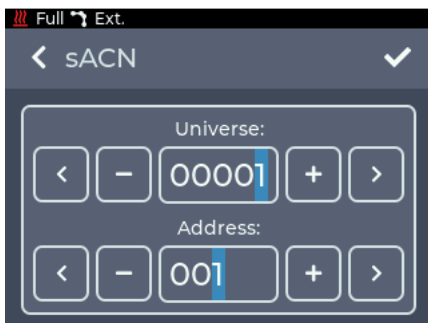 Full Ext.
sACN
Universe:
< - 00001 + >
Address:
< - 001 + >